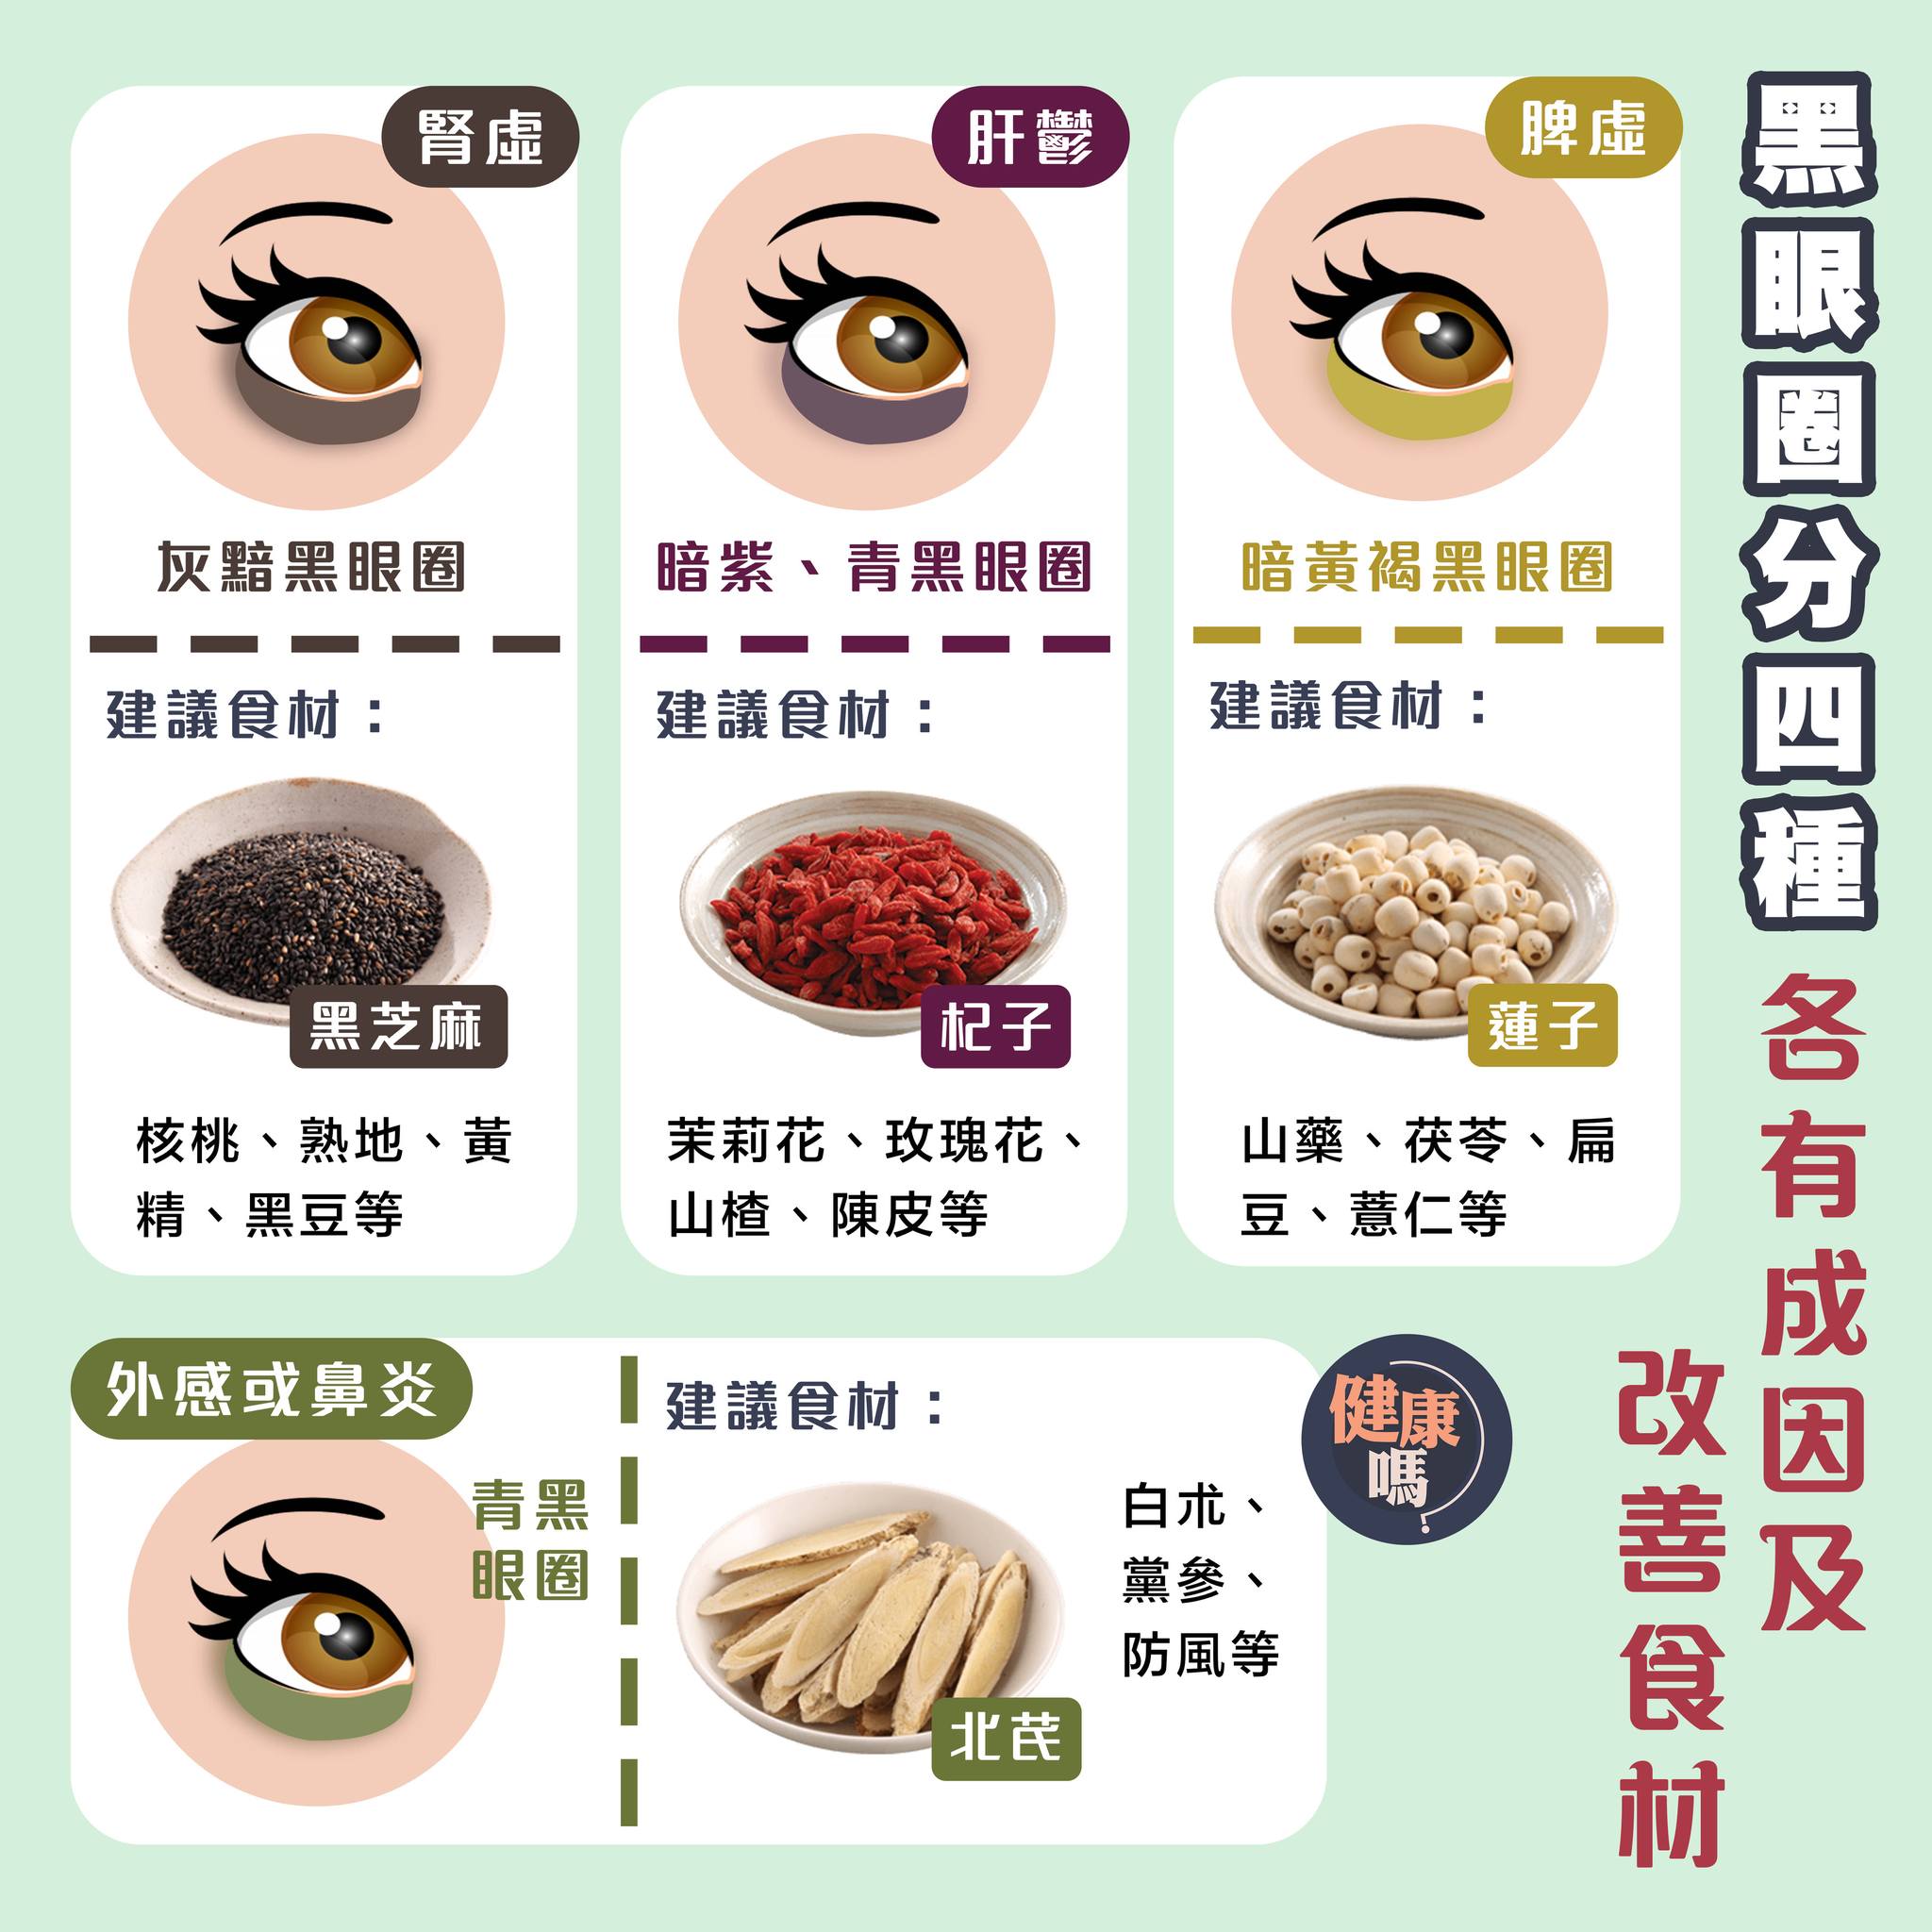 黑眼圈分四種
各有成因及
改善食材
脾虛
暗黃褐黑眼圈
建議食材：
蓮子
山藥、茯苓、扁
豆、薏仁等
肝鬱
暗紫、青黑眼圈
建議食材：
杞子
茉莉花、玫瑰花、
山楂、陳皮等
腎虛
灰黯黑眼圈
建議食材：
黑芝麻
核桃、熟地、黃
精、黑豆等
外感或鼻炎
青黑
眼圈
建議食材：
北芪
白朮、
黨參、
防風等
健康
嗎?